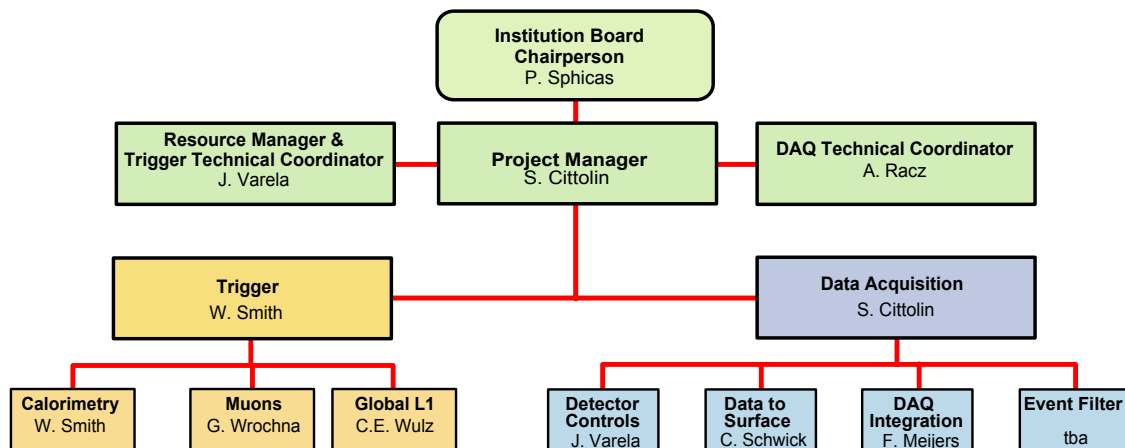 Institution Board
Chairperson
P. Sphicas
Resource Manager &
Trigger Technical Coordinator
J. Varela
Project Manager
S. Cittolin
DAQ Technical Coordinator
A. Racz
Trigger
W. Smith
Data Acquisition
S. Cittolin
Calorimetry
W. Smith
Muons
G. Wrochna
Global L1
C.E. Wulz
Detector
Controls
J. Varela
Data to
Surface
C. Schwick
DAQ
Integration
F. Meijers
Event Filter
tba